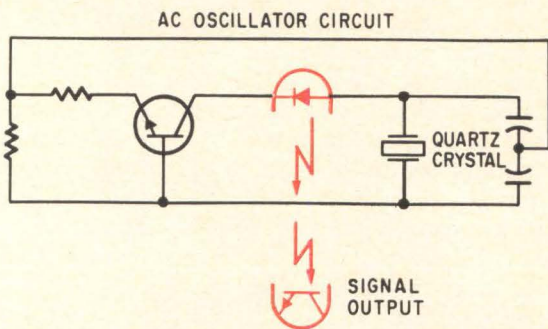 AC OSCILLATOR CIRCUIT
QUARTZ
CRYSTAL
SIGNAL
OUTPUT